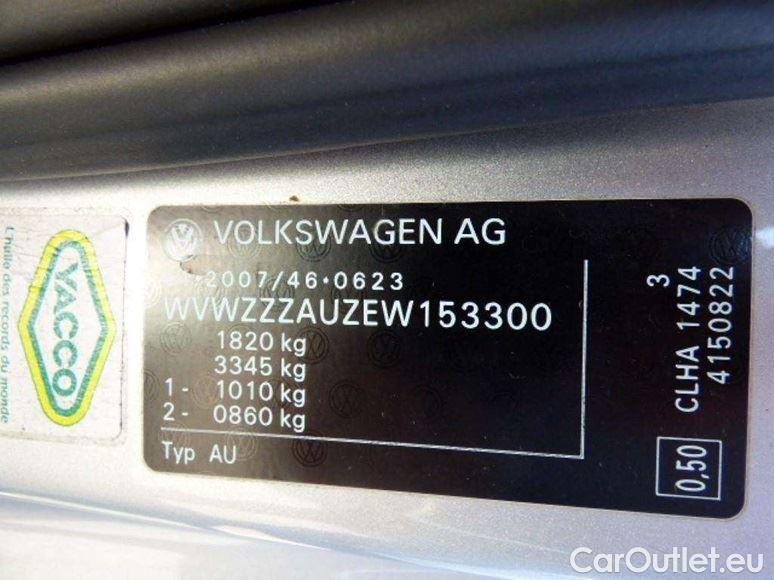 VOLKSWAGEN AG
2007/46*0623
WVWZZZAUZEW153300
1820 kg
3345 kg
1 - 1010 kg
2 - 0860 kg
Typ AU
3
CLHA 1474
4150822
0,50
YACCO
L'huile des records du monde
CarOutlet.eu